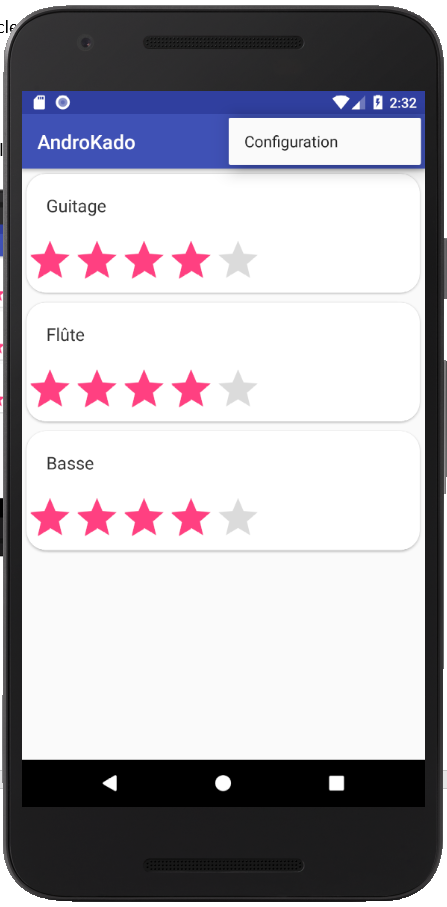 2:32
AndroKado
Configuration
Guitage
Flûte
Basse